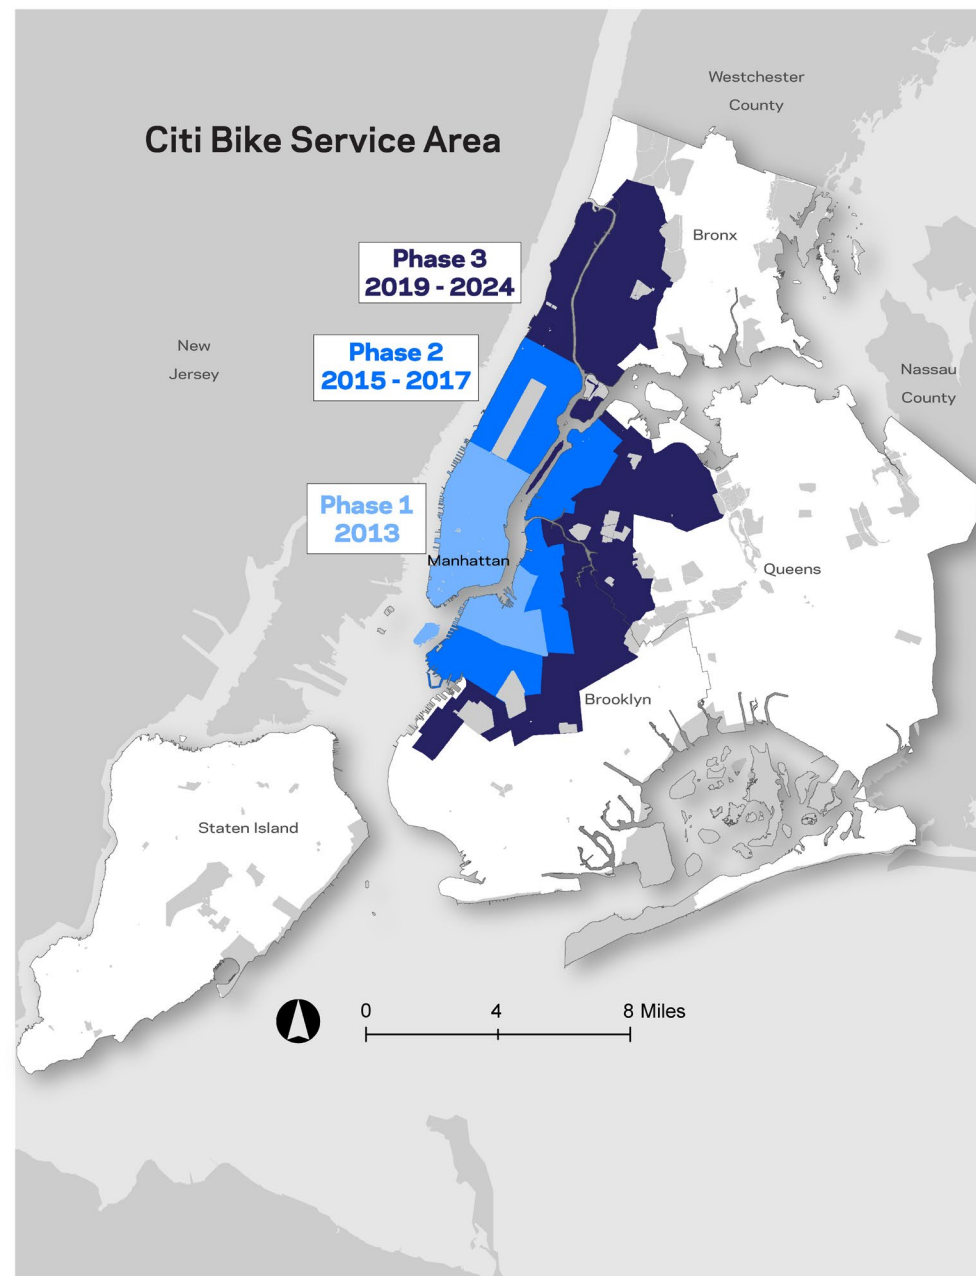 Westchester
County
Citi Bike Service Area
Bronx
Phase 3
2019 - 2024
New
Jersey
Phase 2
2015 - 2017
Nassau
County
Phase 1
2013
Manhattan
Queens
Brooklyn
Staten Island
0 4 8 Miles